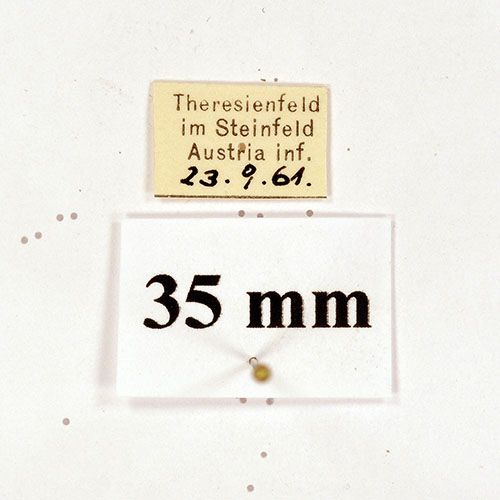 Theresienfeld
im Steinfeld
Austria inf.
23.9.61.
35 mm